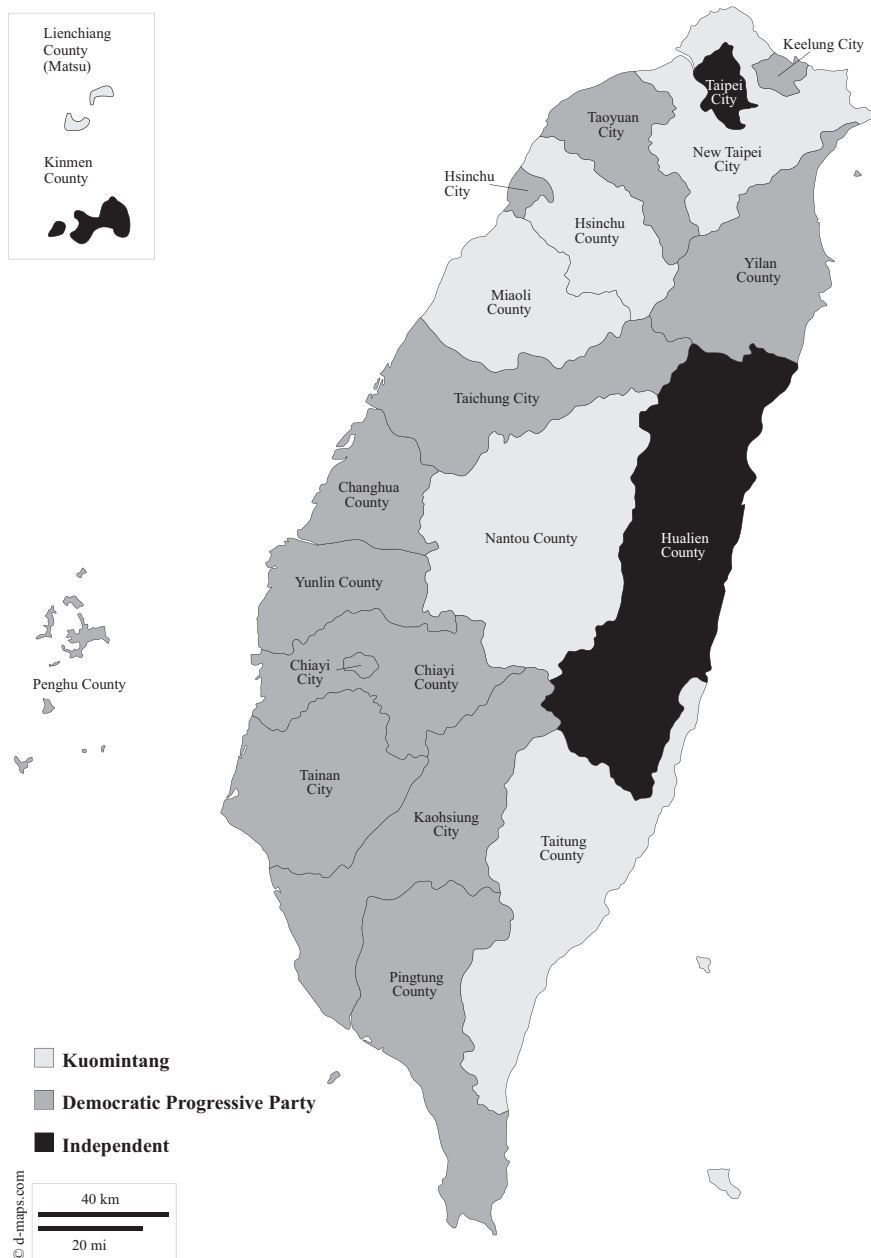 Lienchiang
County
(Matsu)
Kinmen
County
Keelung City
Taipei
City
Taoyuan
City
New Taipei
City
Hsinchu
City
Hsinchu
County
Yilan
County
Miaoli
County
Taichung City
Changhua
County
Nantou County
Hualien
County
Yunlin County
Chiayi
City
Chiayi
County
Penghu County
Tainan
City
Kaohsiung
City
Taitung
County
Pingtung
County
Kuomintang
Democratic Progressive Party
Independent
40 km
20 mi
© d-maps.com